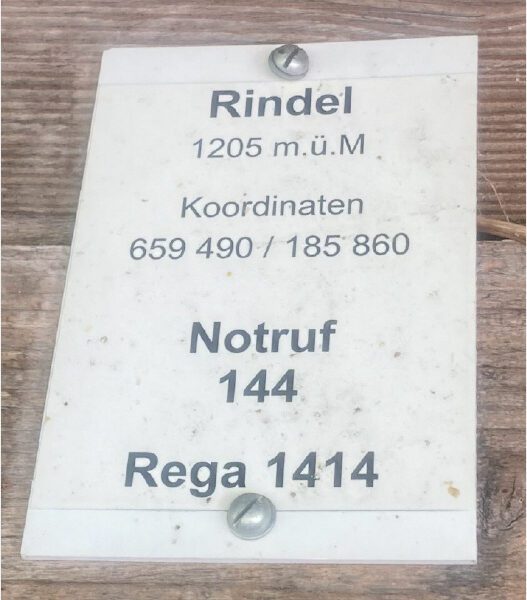 Rindel
1205 m.ü.M
Koordinaten
659 490 / 185 860
Notruf
144
Rega 1414